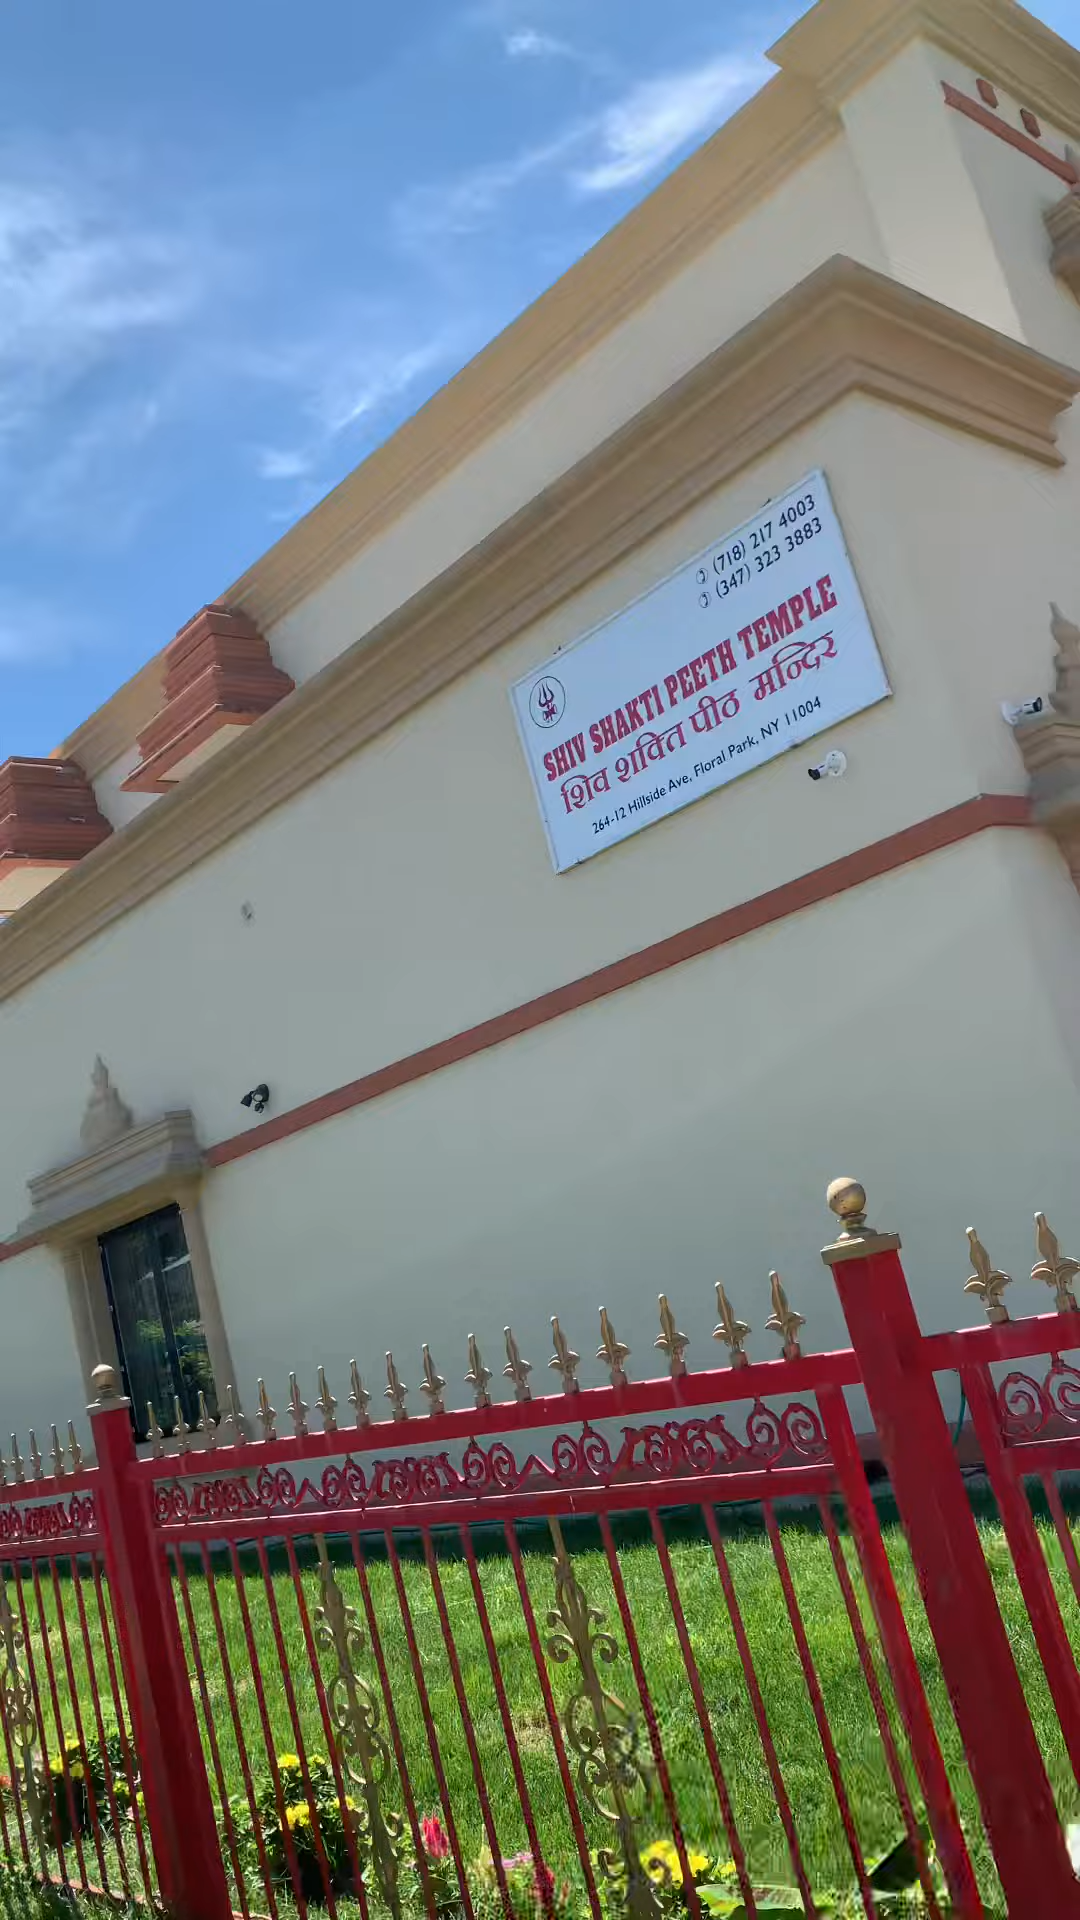 (718) 217 4003
(347) 323 3883
SHIV SHAKTI PEETH TEMPLE
शिव शक्ति पीठ मन्दिर
264-12 Hillside Ave, Floral Park, NY 11004